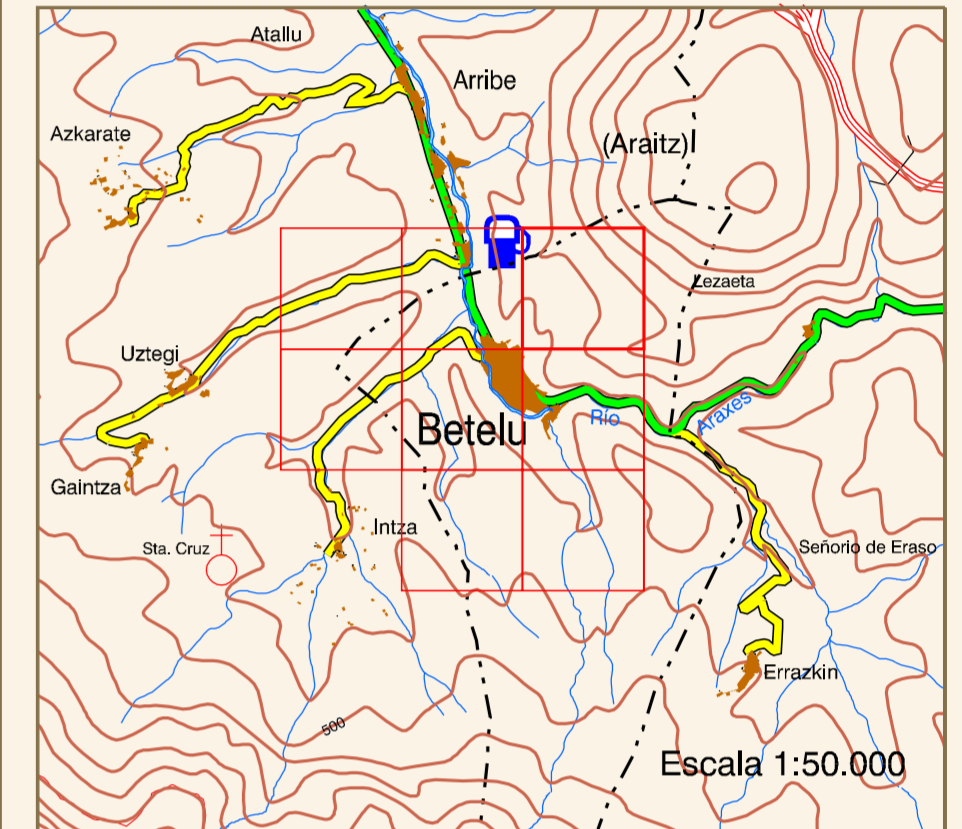 Atallu
Arribe
Azkarate
(Araitz)
Lezaeta
Uztegi
Río
Araxes
Betelu
Gaintza
Intza
Sta. Cruz
Señorio de Eraso
Errazkin
500
Escala 1:50.000